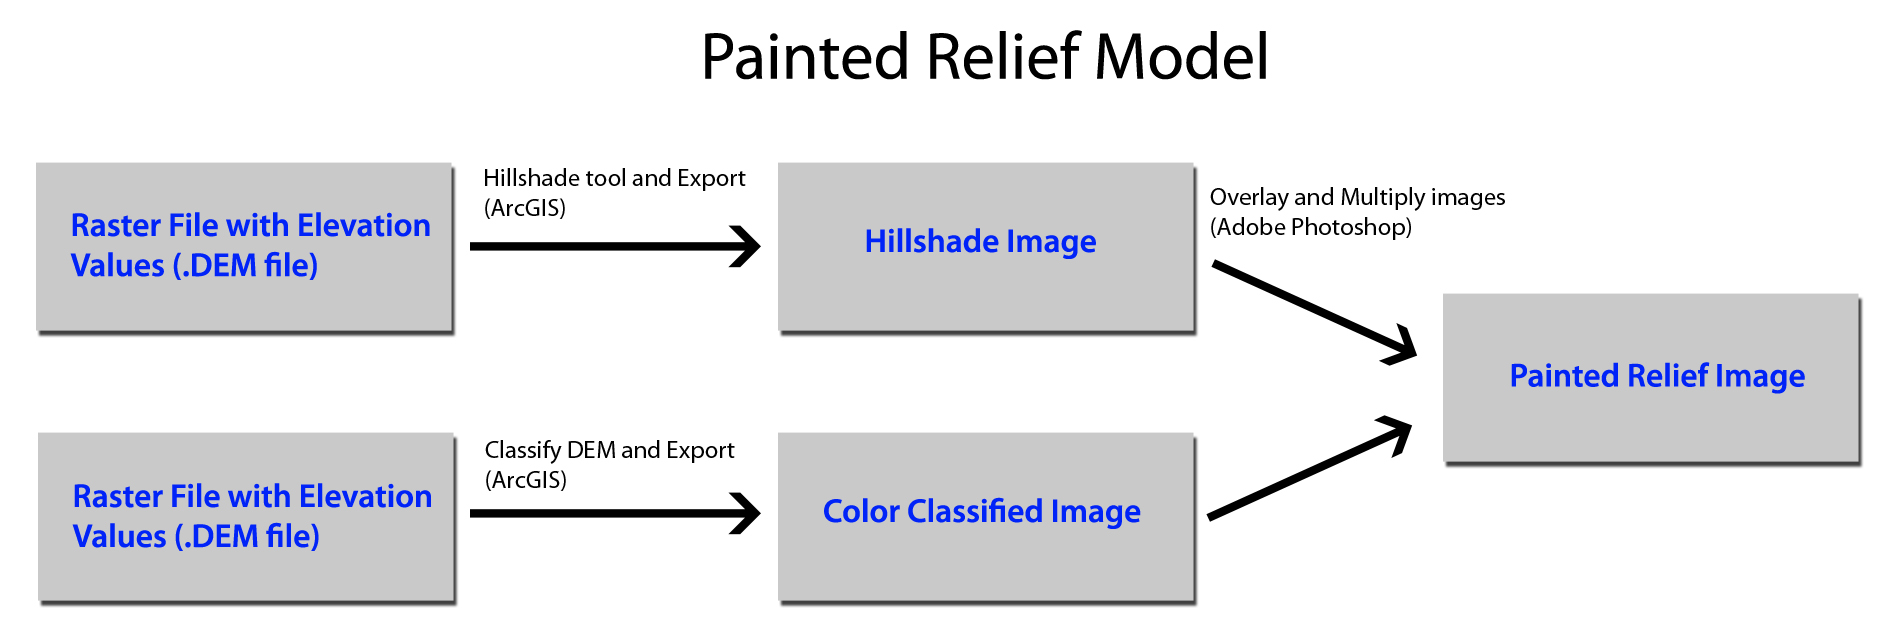 Painted Relief Model
Raster File with Elevation
Values (.DEM file)
Hillshade tool and Export
(ArcGIS)
Hillshade Image
Overlay and Multiply images
(Adobe Photoshop)
Painted Relief Image
Raster File with Elevation
Values (.DEM file)
Classify DEM and Export
(ArcGIS)
Color Classified Image